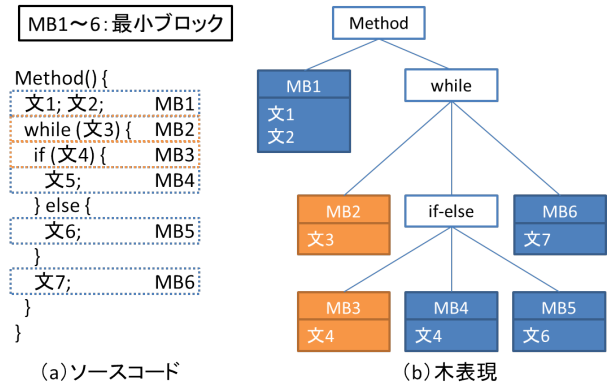 MB1～6：最小ブロック
Method() {
文1; 文2; MB1
while (文3) { MB2
if (文4) { MB3
文5; MB4
} else {
文6; MB5
}
文7; MB6
}
}
(a)ソースコード
Method
MB1
文1
文2
while
MB2
文3
if-else
MB6
文7
MB3
文4
MB4
文4
MB5
文6
(b)木表現